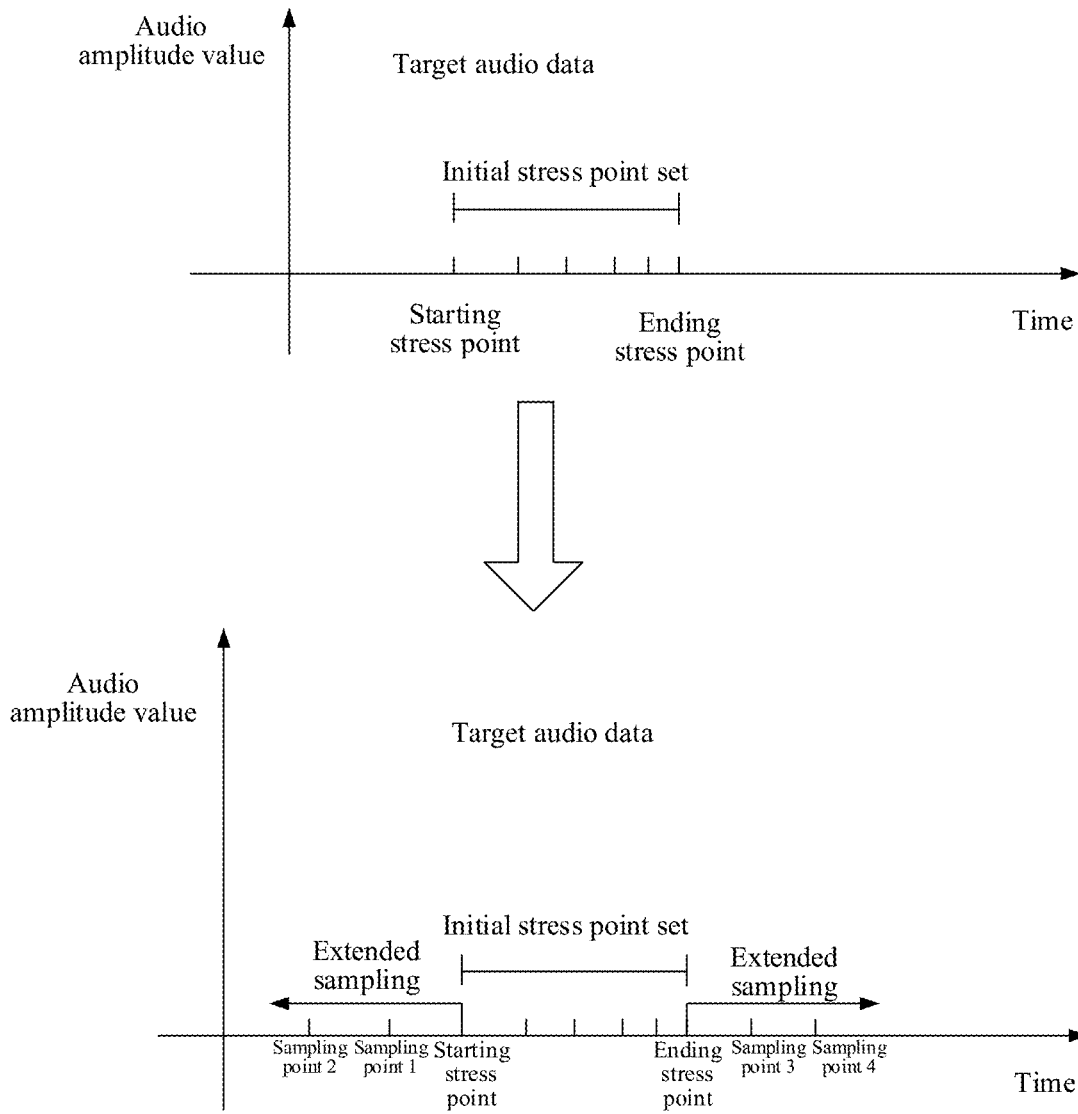 Audio
amplitude value
Target audio data
Initial stress point set
Starting
stress point
Ending
stress point
Time
Audio
amplitude value
Target audio data
Initial stress point set
Extended
sampling
Extended
sampling
Sampling
point 2
Sampling
point 1
Starting
stress
point
Ending
stress
point
Sampling
point 3
Sampling
point 4
Time